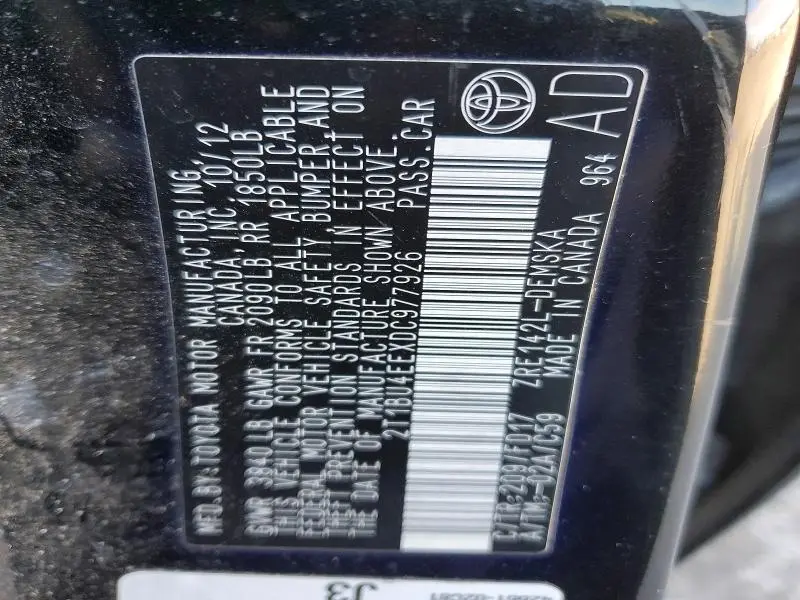 MFD.BY:TOYOTA MOTOR MANUFACTURING,
CANADA, INC. 10/12
GVWR 3940LB GAWR FR 2090LB RR 1850LB
THIS VEHICLE CONFORMS TO ALL APPLICABLE
FEDERAL MOTOR VEHICLE SAFETY, BUMPER, AND
THEFT PREVENTION STANDARDS IN EFFECT ON
THE DATE OF MANUFACTURE SHOWN ABOVE.
2T1BU4EEXDC977926 PASS.CAR
C/TR:209/FD17 ZRE142L-DEMSKA
A/TM:-02A/C59 MADE IN CANADA 964
AD
J3